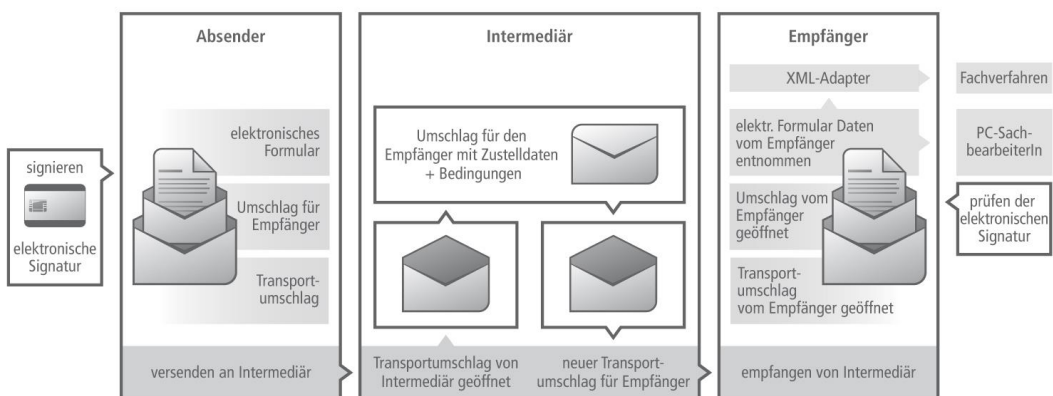 Absender
signieren
elektronische
Signatur
elektronisches
Formular
Umschlag für
Empfänger
Transport-
umschlag
versenden an Intermediär
Intermediär
Umschlag für den
Empfänger mit Zustelldaten
+ Bedingungen
Transportumschlag von
Intermediär geöffnet
neuer Transport-
umschlag für Empfänger
Empfänger
XML-Adapter
elektr. Formular Daten
vom Empfänger
entnommen
Umschlag vom
Empfänger
geöffnet
Transport-
umschlag
vom Empfänger geöffnet
empfangen von Intermediär
Fachverfahren
PC-Sach-
bearbeiterIn
prüfen der
elektronischen
Signatur